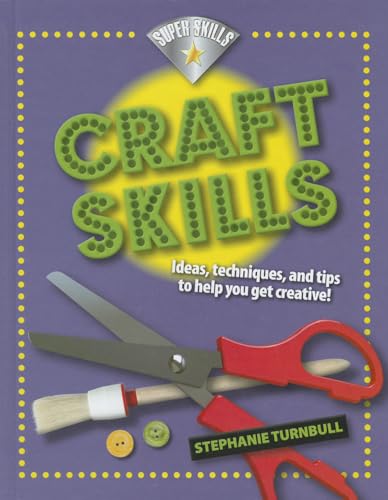 SUPER SKILLS
CRAFT
SKILLS
Ideas, techniques, and tips
to help you get creative!
STEPHANIE TURNBULL